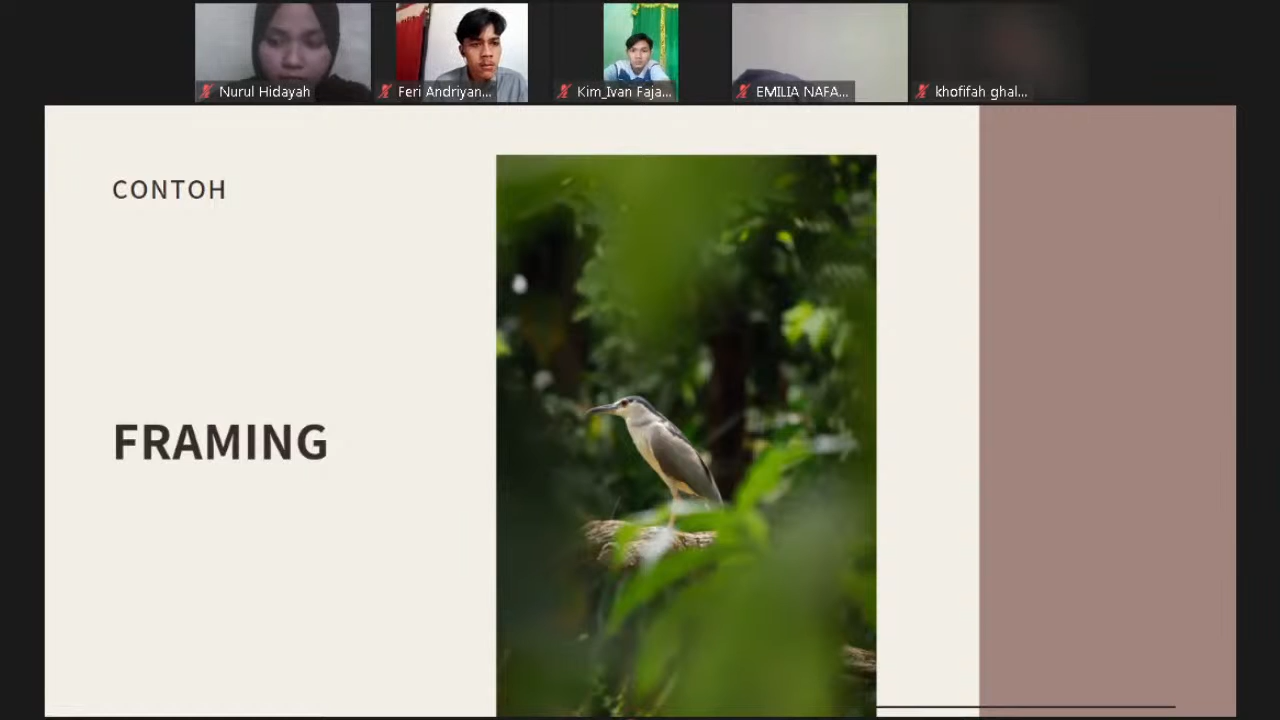 Nurul Hidayah
Feri Andriyan...
Kim_Ivan Faja...
EMILIA NAFA...
khofifah ghal...
CONTOH
FRAMING